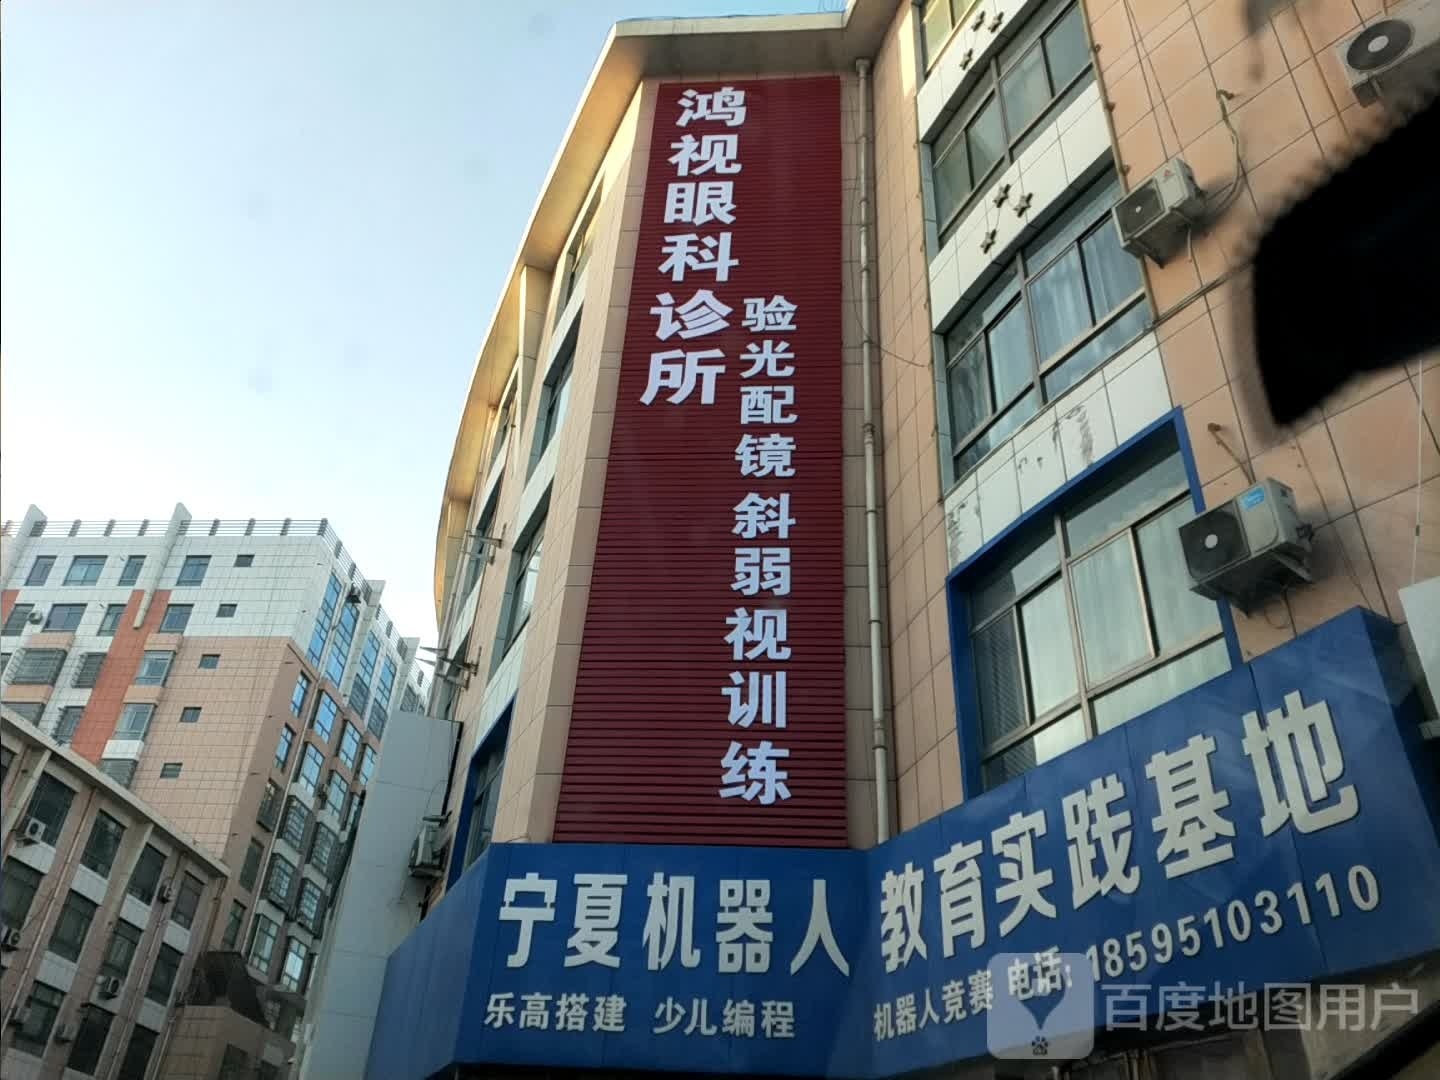 鸿视眼科诊所
验光配镜 斜弱视训练
宁夏机器人教育实践基地
乐高搭建 少儿编程 机器人竞赛 电话:18595103110
百度地图用户